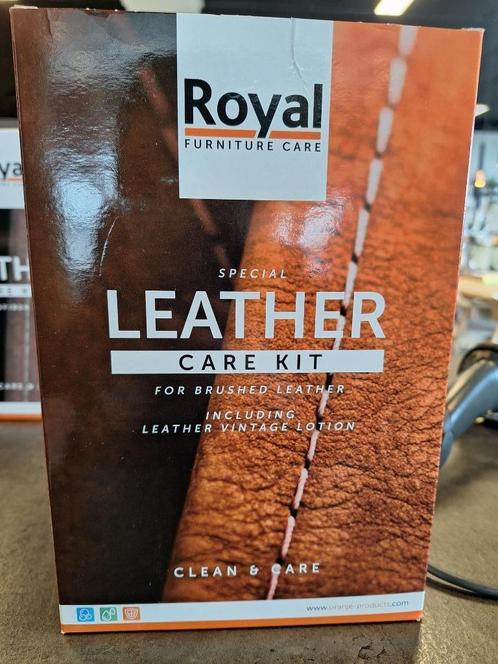 Royal
FURNITURE CARE
SPECIAL
LEATHER
CARE KIT
FOR BRUSHED LEATHER
INCLUDING
LEATHER VINTAGE LOTION
CLEAN & CARE
www.oranje-products.com